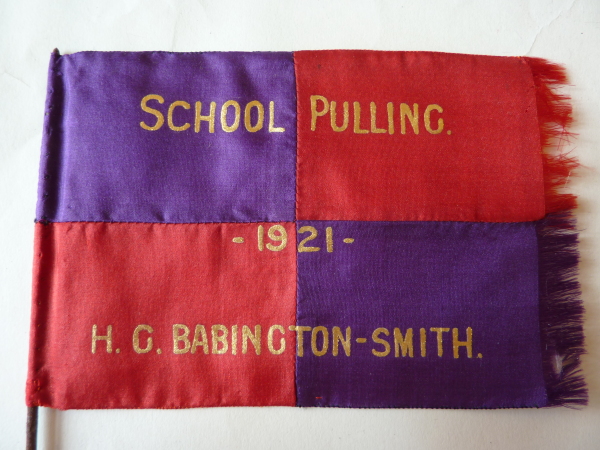 SCHOOL PULLING.
-1921-
H. G. BABINGTON-SMITH.